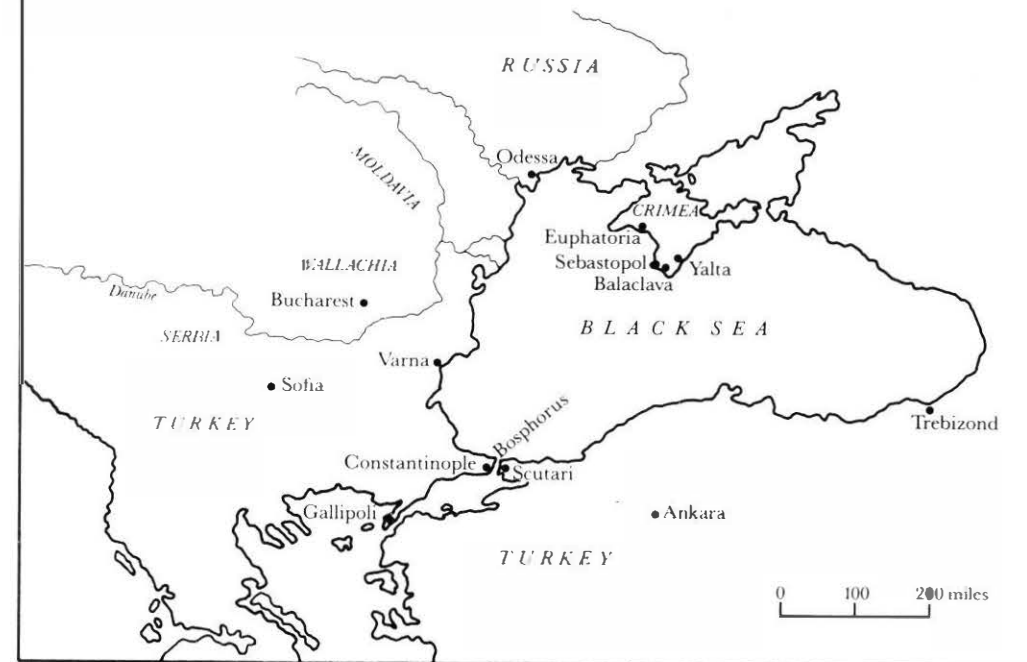 RUSSIA
Odessa
MOLDAVIA
CRIMEA
Euphatoria
WALLACHIA
Sebastopol
Yalta
Danube
Balaclava
Bucharest
BLACK SEA
SERBIA
Varna
Sofia
TURKEY
Bosphorus
Trebizond
Constantinople
Scutari
Gallipoli
Ankara
TURKEY
0 100 200 miles